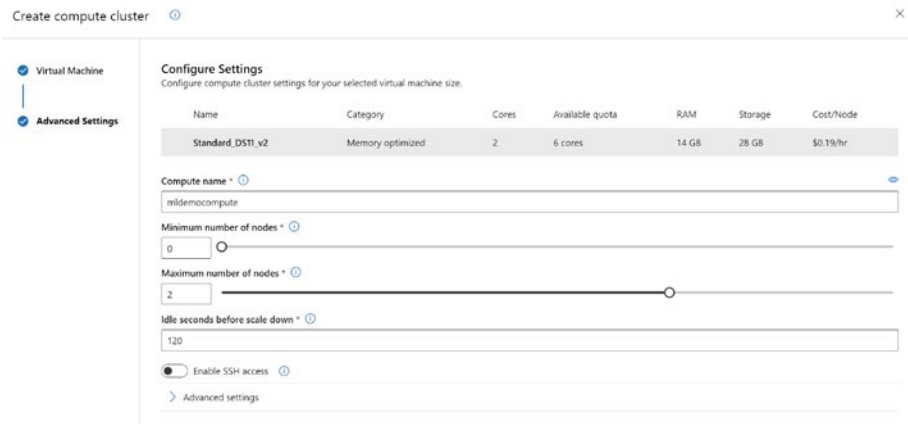 Create compute cluster
Virtual Machine
Advanced Settings
Configure Settings
Configure compute cluster settings for your selected virtual machine size.
Name Category Cores Available quota RAM Storage Cost/Node
Standard_DS11_v2 Memory optimized 2 6 cores 14 GB 28 GB $0.19/hr
Compute name *
mldemocompute
Minimum number of nodes *
0
Maximum number of nodes *
2
Idle seconds before scale down *
120
Enable SSH access
Advanced settings